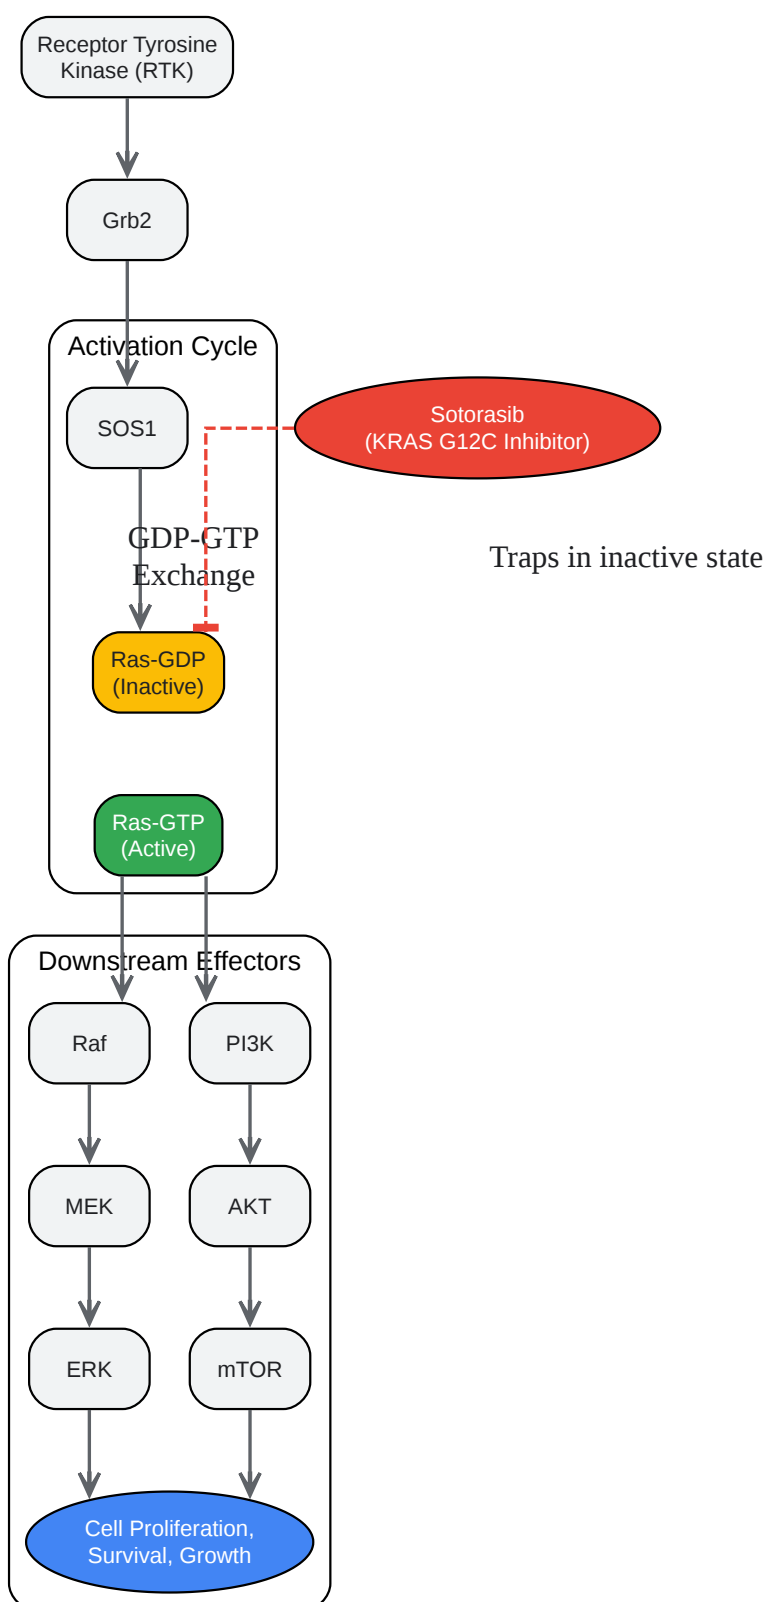 Receptor Tyrosine
Kinase (RTK)
Grb2
Activation Cycle
SOS1
Sotorasib
(KRAS G12C Inhibitor)
GDP-GTP
Exchange
Traps in inactive state
Ras-GDP
(Inactive)
Ras-GTP
(Active)
Downstream Effectors
Raf
PI3K
MEK
AKT
ERK
mTOR
Cell Proliferation,
Survival, Growth